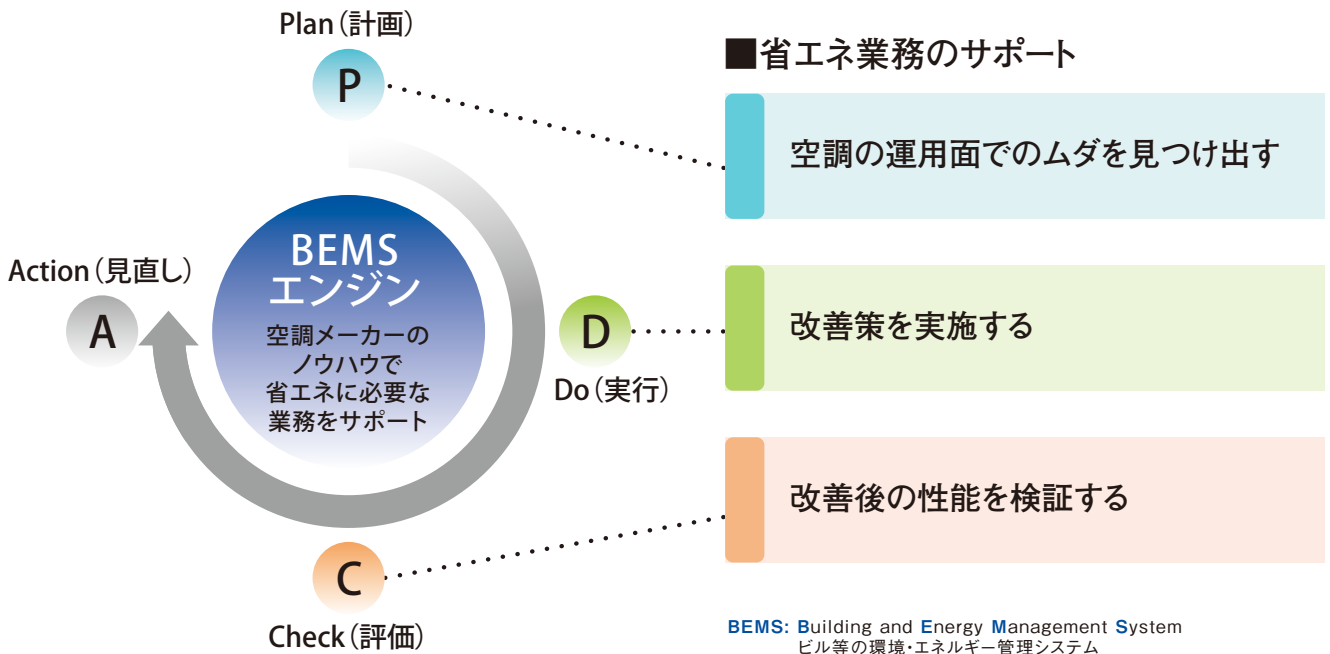 Plan（計画）
P
BEMS
エンジン
空調メーカーの
ノウハウで
省エネに必要な
業務をサポート
Action（見直し）
A
D
Do（実行）
C
Check（評価）
■省エネ業務のサポート
空調の運用面でのムダを見つけ出す
改善策を実施する
改善後の性能を検証する
BEMS: Building and Energy Management System
ビル等の環境・エネルギー管理システム